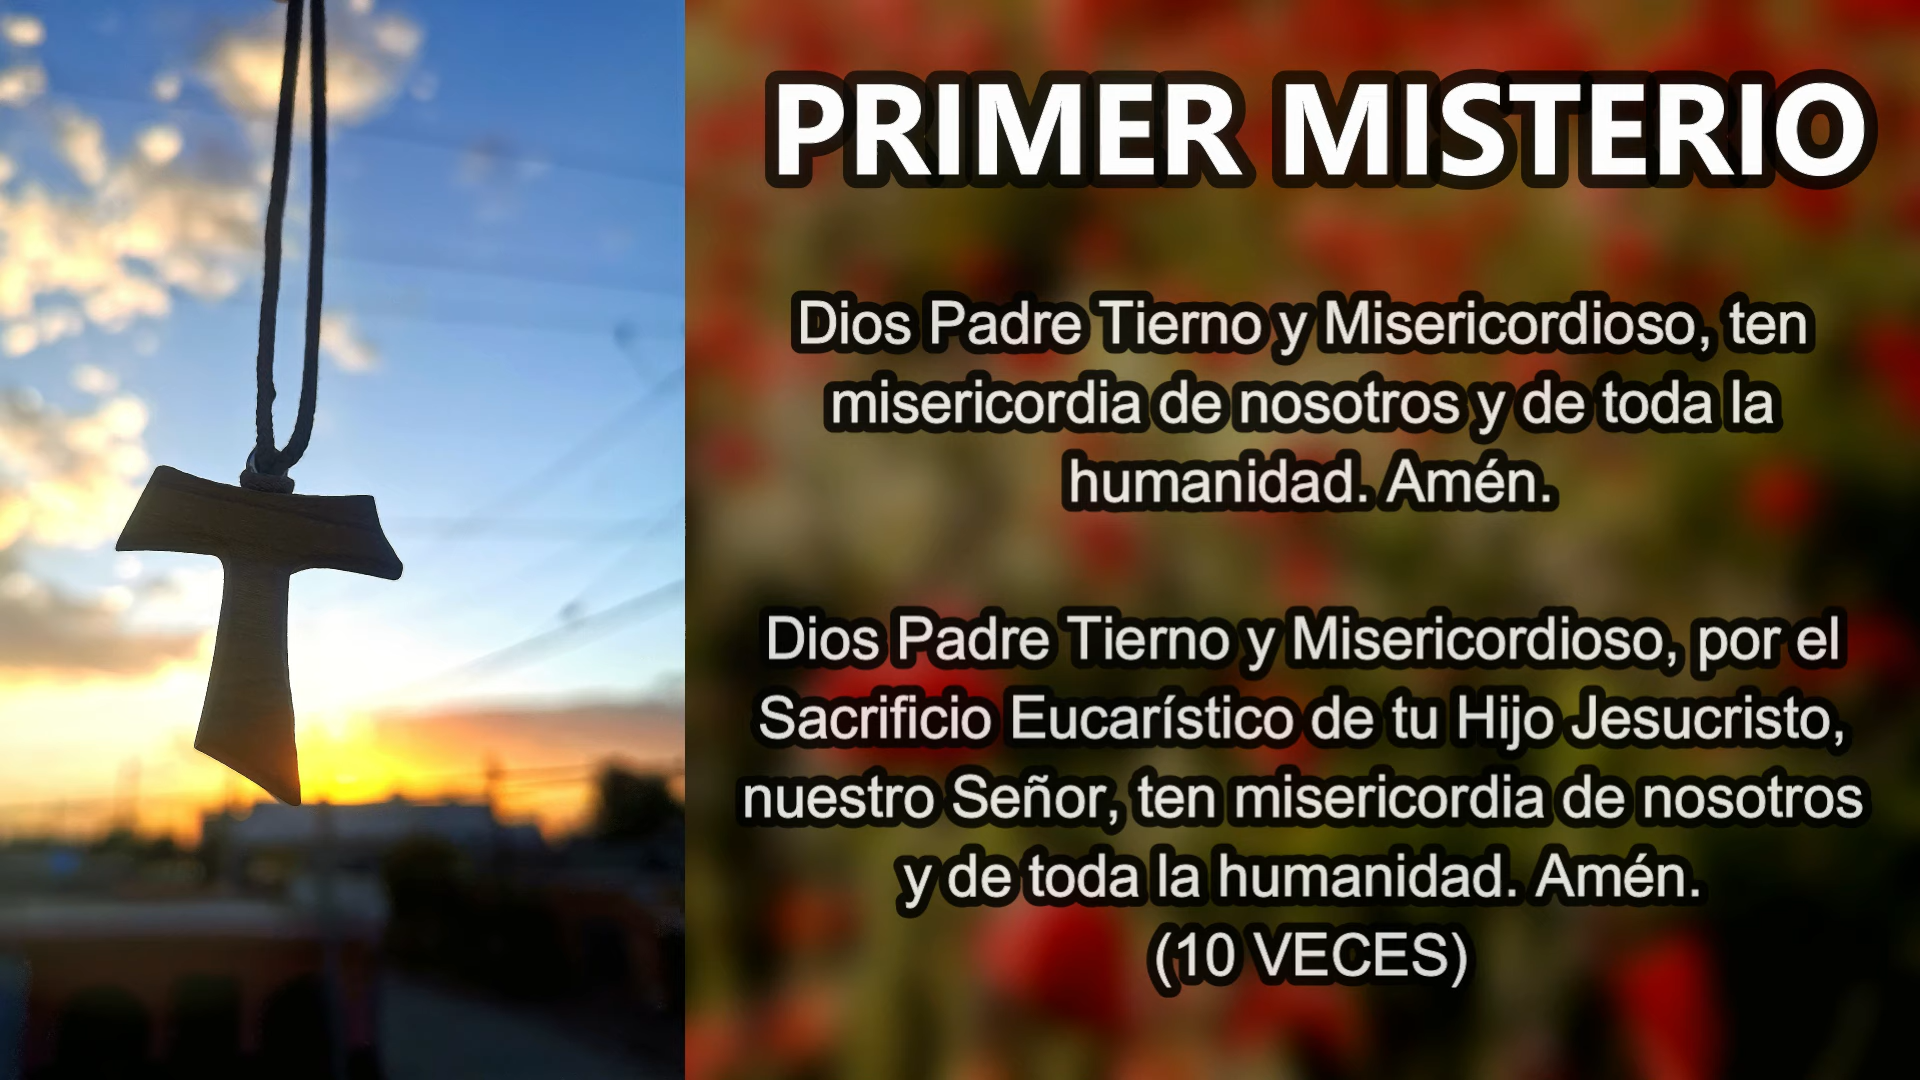 PRIMER MISTERIO
Dios Padre Tierno y Misericordioso, ten
misericordia de nosotros y de toda la
humanidad. Amén.
Dios Padre Tierno y Misericordioso, por el
Sacrificio Eucarístico de tu Hijo Jesucristo,
nuestro Señor, ten misericordia de nosotros
y de toda la humanidad. Amén.
(10 VECES)